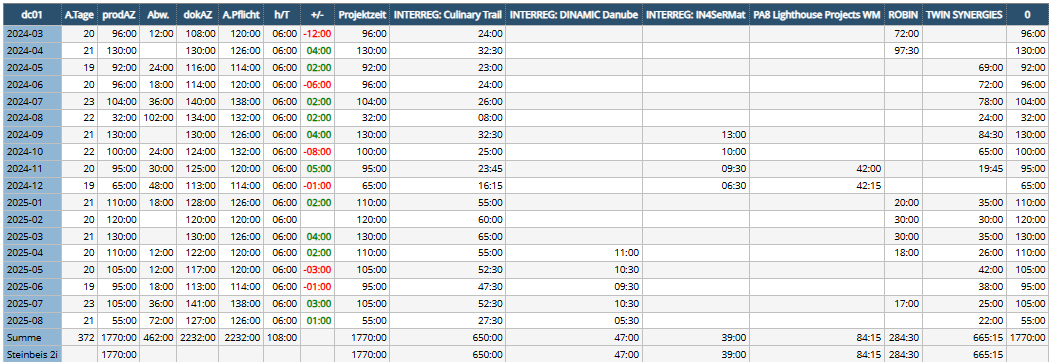 dc01 A.Tage prodAZ Abw. dokAZ A.Pflicht h/T +/- Projektzeit INTERREG: Culinary Trail INTERREG: DINAMIC Danube INTERREG: IN4SerMat PA8 Lighthouse Projects WM ROBIN TWIN SYNERGIES 0
2024-03 20 96:00 12:00 108:00 120:00 06:00 -12:00 96:00 24:00 72:00 96:00
2024-04 21 130:00 130:00 126:00 06:00 04:00 130:00 32:30 97:30 130:00
2024-05 19 92:00 24:00 116:00 114:00 06:00 02:00 92:00 23:00 69:00 92:00
2024-06 20 96:00 18:00 114:00 120:00 06:00 -06:00 96:00 24:00 72:00 96:00
2024-07 23 104:00 36:00 140:00 138:00 06:00 02:00 104:00 26:00 78:00 104:00
2024-08 22 32:00 102:00 134:00 132:00 06:00 02:00 32:00 08:00 24:00 32:00
2024-09 21 130:00 130:00 126:00 06:00 04:00 130:00 32:30 13:00 84:30 130:00
2024-10 22 100:00 24:00 124:00 132:00 06:00 -08:00 100:00 25:00 10:00 65:00 100:00
2024-11 20 95:00 30:00 125:00 120:00 06:00 05:00 95:00 23:45 09:30 42:00 19:45 95:00
2024-12 19 65:00 48:00 113:00 114:00 06:00 -01:00 65:00 16:15 06:30 42:15 65:00
2025-01 21 110:00 18:00 128:00 126:00 06:00 02:00 110:00 55:00 20:00 35:00 110:00
2025-02 20 120:00 120:00 120:00 06:00 120:00 60:00 30:00 30:00 120:00
2025-03 21 130:00 130:00 126:00 06:00 04:00 130:00 65:00 30:00 35:00 130:00
2025-04 20 110:00 12:00 122:00 120:00 06:00 02:00 110:00 55:00 11:00 18:00 26:00 110:00
2025-05 20 105:00 12:00 117:00 120:00 06:00 -03:00 105:00 52:30 10:30 42:00 105:00
2025-06 19 95:00 18:00 113:00 114:00 06:00 -01:00 95:00 47:30 09:30 38:00 95:00
2025-07 23 105:00 36:00 141:00 138:00 06:00 03:00 105:00 52:30 10:30 17:00 25:00 105:00
2025-08 21 55:00 72:00 127:00 126:00 06:00 01:00 55:00 27:30 05:30 22:00 55:00
Summe 372 1770:00 462:00 2232:00 2232:00 108:00 1770:00 650:00 47:00 39:00 84:15 284:30 665:15 1770:00
Steinbeis 2i 1770:00 1770:00 650:00 47:00 39:00 84:15 284:30 665:15